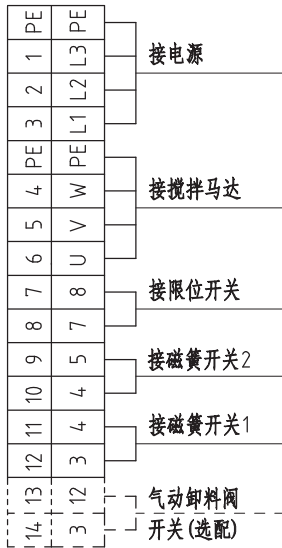 PE PE
1 L3
2 L2
3 L1
接电源
PE PE
4 W
5 V
6 U
接搅拌马达
7 8
8 7
接限位开关
9 5
10 4
接磁簧开关2
11 4
12 3
接磁簧开关1
13 12
14 3
气动卸料阀
开关(选配)